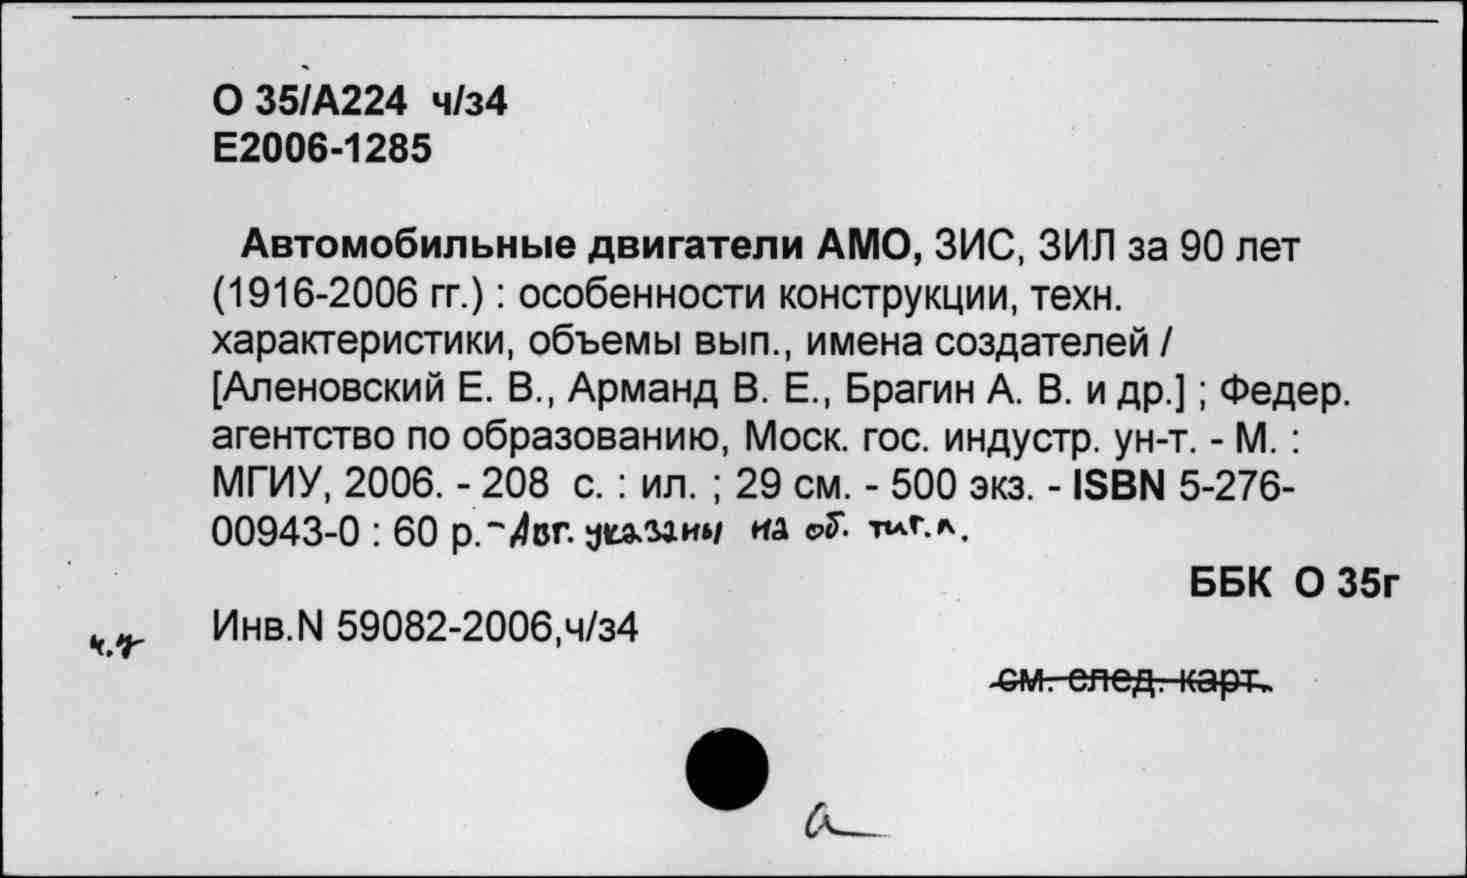 О 35/А224 ч/з4
Е2006-1285
Автомобильные двигатели АМО, ЗИС, ЗИЛ за 90 лет
(1916-2006 гг.) : особенности конструкции, техн.
характеристики, объемы вып., имена создателей /
[Аленовский Е. В., Арманд В. Е., Брагин А. В. и др.] ; Федер.
агентство по образованию, Моск. гос. индустр. ун-т. - М. :
МГИУ, 2006. - 208 с. : ил. ; 29 см. - 500 экз. - ISBN 5-276-
00943-0 : 60 р. - Авт. указаны на об. тит.л.
ББК О 35г
Инв.N 59082-2006,ч/з4
см. след. карт.
а